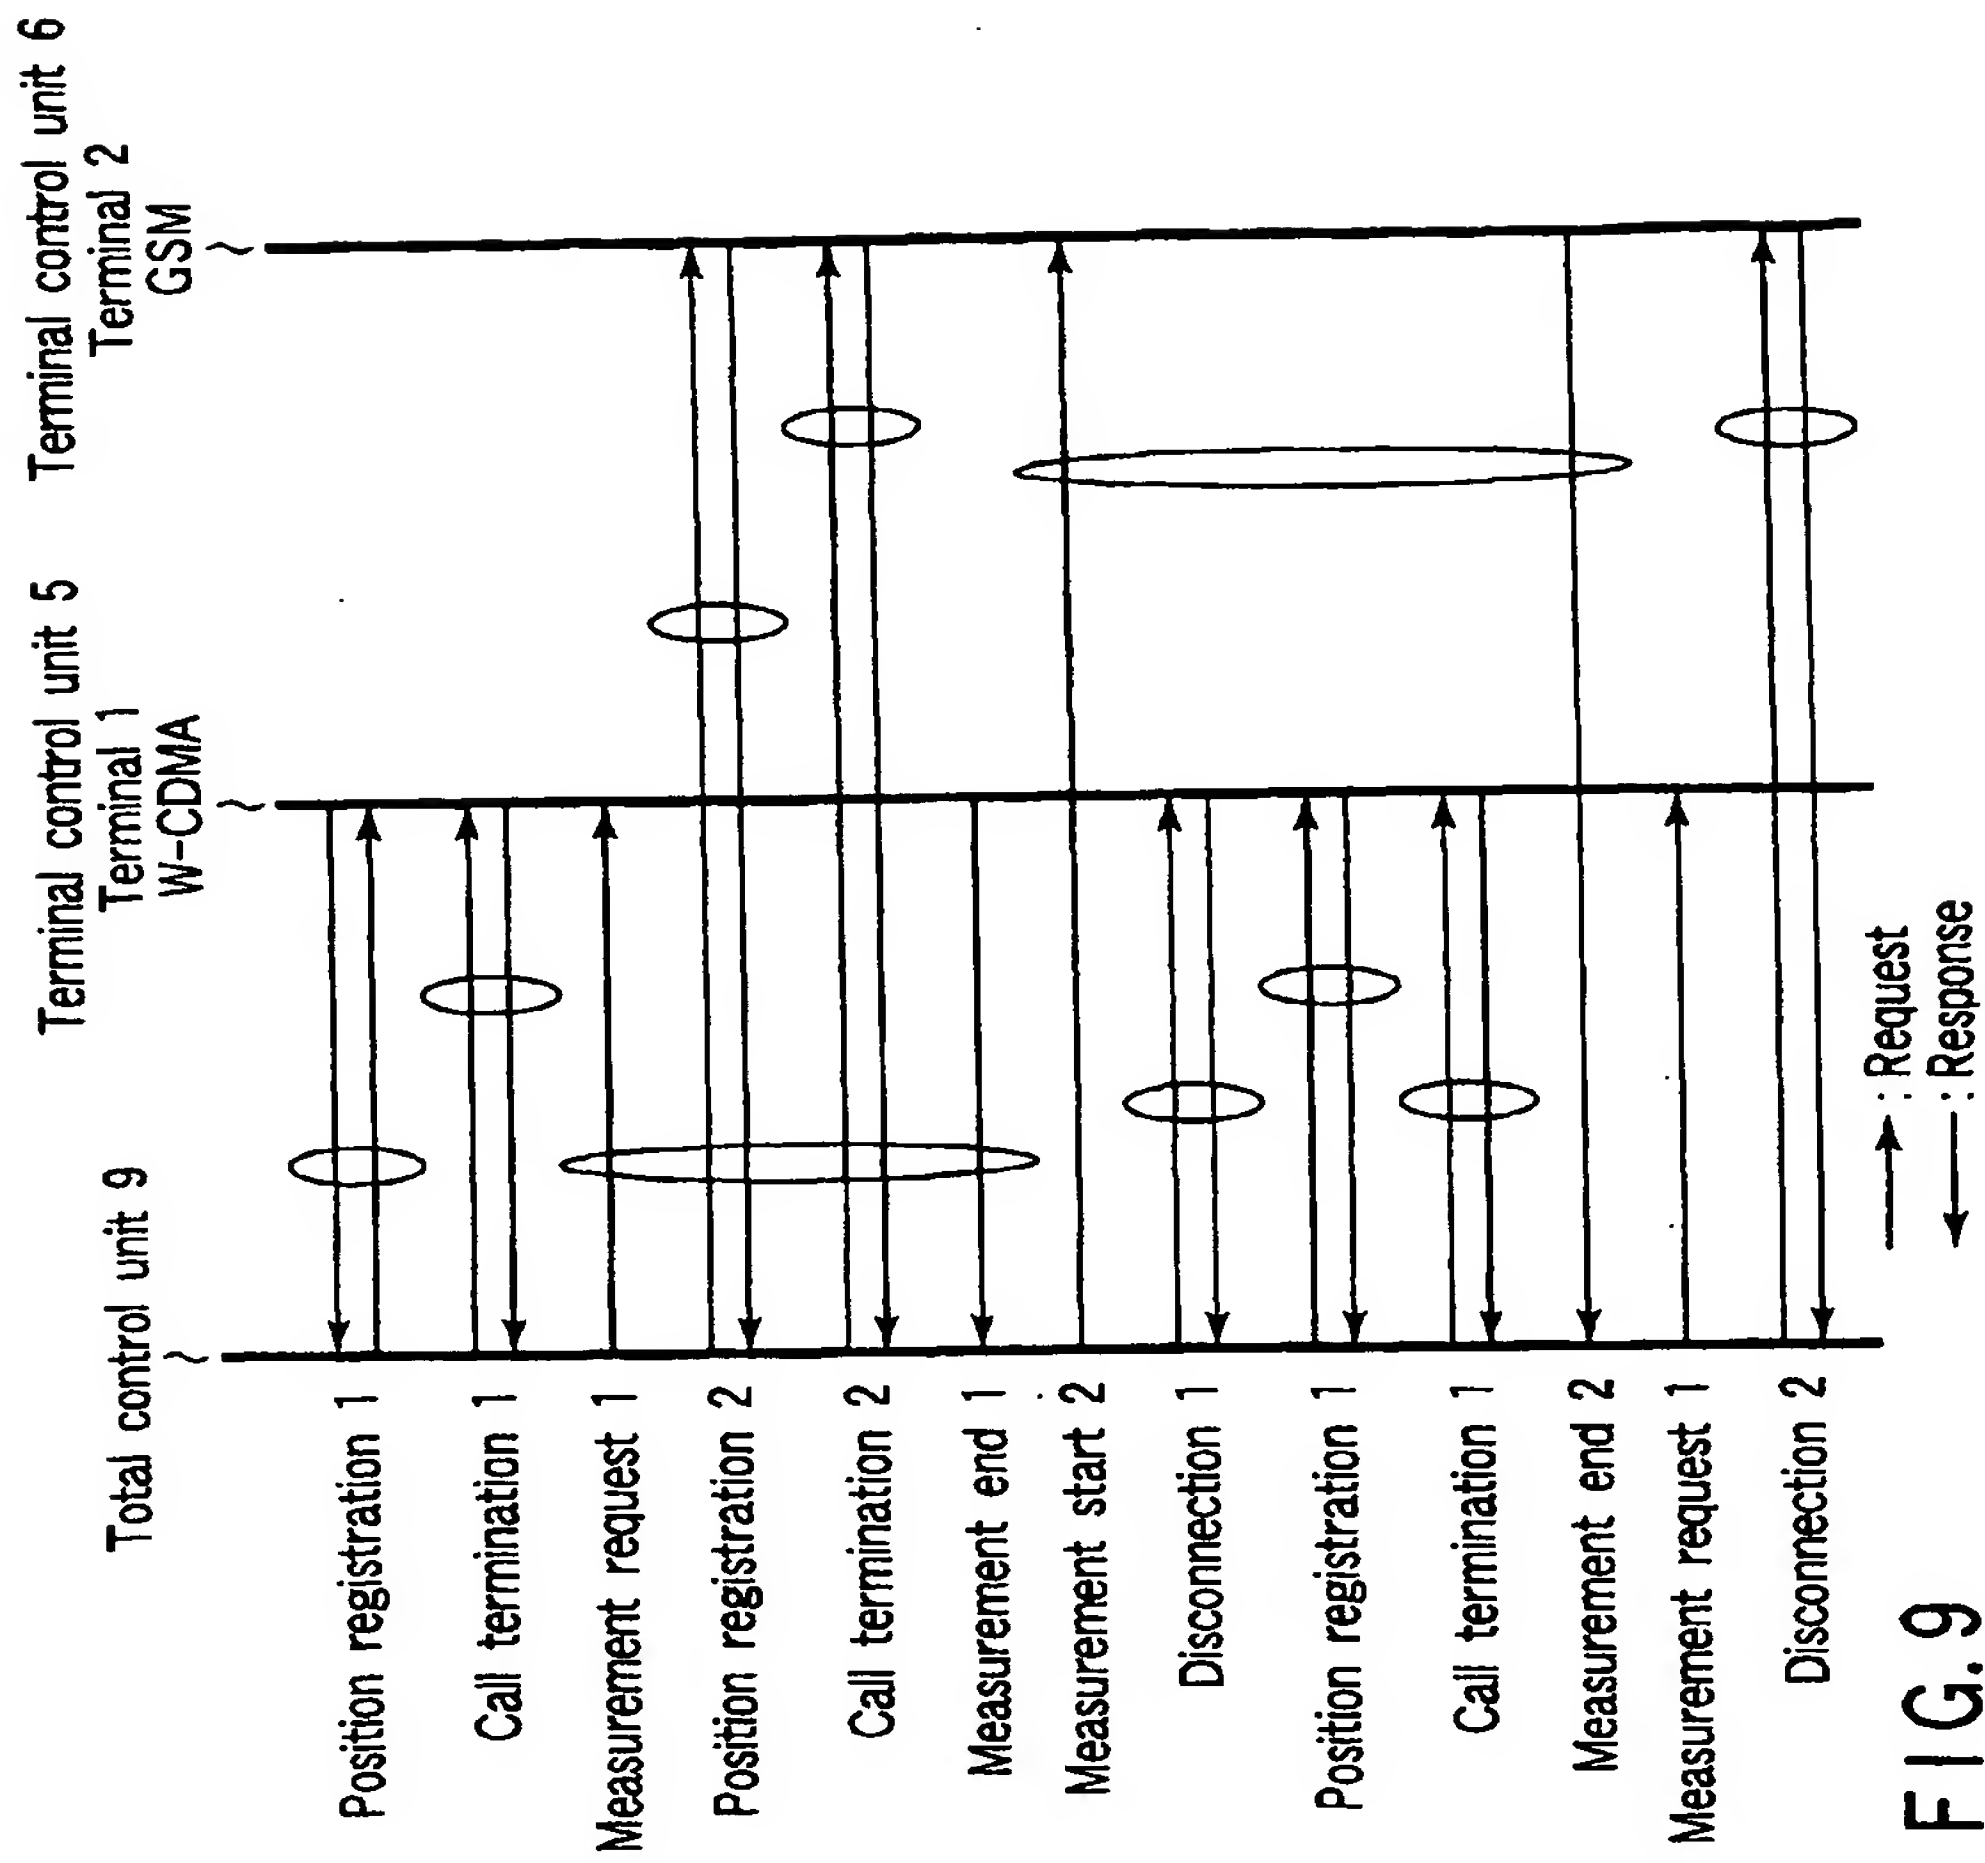 Total control unit 9
Terminal control unit 5
Terminal 1
W-CDMA
Terminal control unit 6
Terminal 2
GSM
Position registration 1
Call termination 1
Measurement request 1
Position registration 2
Call termination 2
Measurement end 1
Measurement start 2
Disconnection 1
Position registration 1
Call termination 1
Measurement end 2
Measurement request 1
Disconnection 2
: Request
: Response
FIG. 9